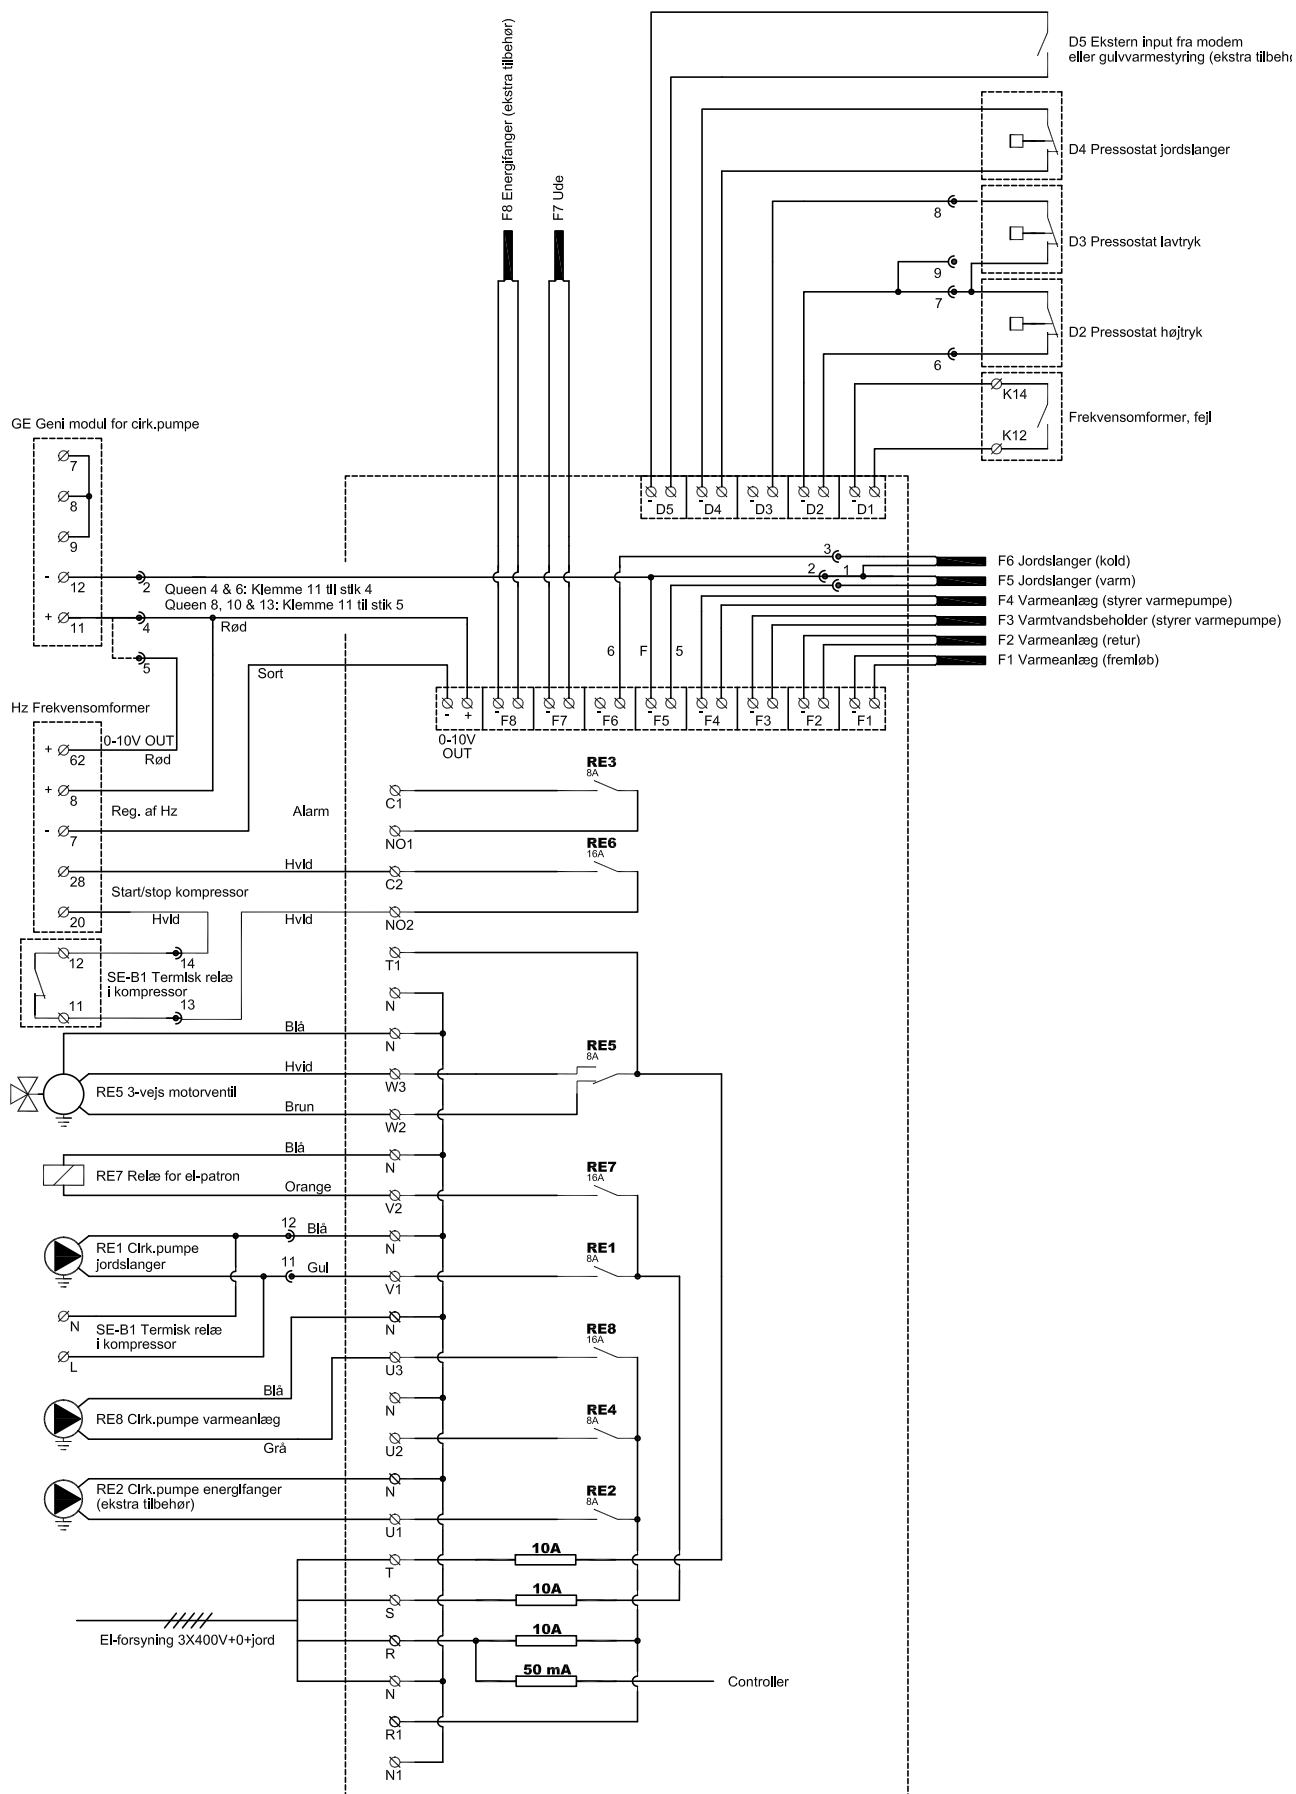 F8 Energifanger (ekstra tilbehør)
F7 Ude
D5 Ekstern input fra modem
eller gulvvarmestyring (ekstra tilbehø
D4 Pressostat jordslanger
8
D3 Pressostat lavtryk
9
7
D2 Pressostat højtryk
6
K14
Frekvensomformer, fejl
K12
GE Geni modul for cirk.pumpe
7
8
9
- 12
2
+ 11
4
5
Queen 4 & 6: Klemme 11 til stik 4
Queen 8, 10 & 13: Klemme 11 til stik 5
Rød
Sort
- D5
- D4
- D3
- D2
- D1
3
2 1
F6 Jordslanger (kold)
F5 Jordslanger (varm)
F4 Varmeanlæg (styrer varmepumpe)
F3 Varmtvandsbeholder (styrer varmepumpe)
F2 Varmeanlæg (retur)
F1 Varmeanlæg (fremløb)
6 F 5
- +
- F8
- F7
- F6
- F5
- F4
- F3
- F2
- F1
0-10V
OUT
Hz Frekvensomformer
+ 62
0-10V OUT
Rød
+ 8
Reg. af Hz
- 7
Alarm
28
Hvid
Start/stop kompressor
20
Hvid
Hvid
12
14
SE-B1 Termisk relæ
i kompressor
11
13
C1
RE3
8A
NO1
C2
RE6
16A
NO2
T1
N
Blå
N
Hvid
W3
RE5
8A
RE5 3-vejs motorventil
Brun
W2
Blå
N
RE7 Relæ for el-patron
Orange
V2
RE7
16A
12
Blå
N
RE1 Cirk.pumpe
jordslanger
11
Gul
V1
RE1
8A
N
SE-B1 Termisk relæ
i kompressor
L
N
U3
RE8
16A
Blå
RE8 Cirk.pumpe varmeanlæg
Grå
N
U2
RE4
8A
RE2 Cirk.pumpe energifanger
(ekstra tilbehør)
N
U1
RE2
8A
T
10A
S
10A
El-forsyning 3X400V+0+jord
R
10A
N
50 mA
Controller
R1
N1